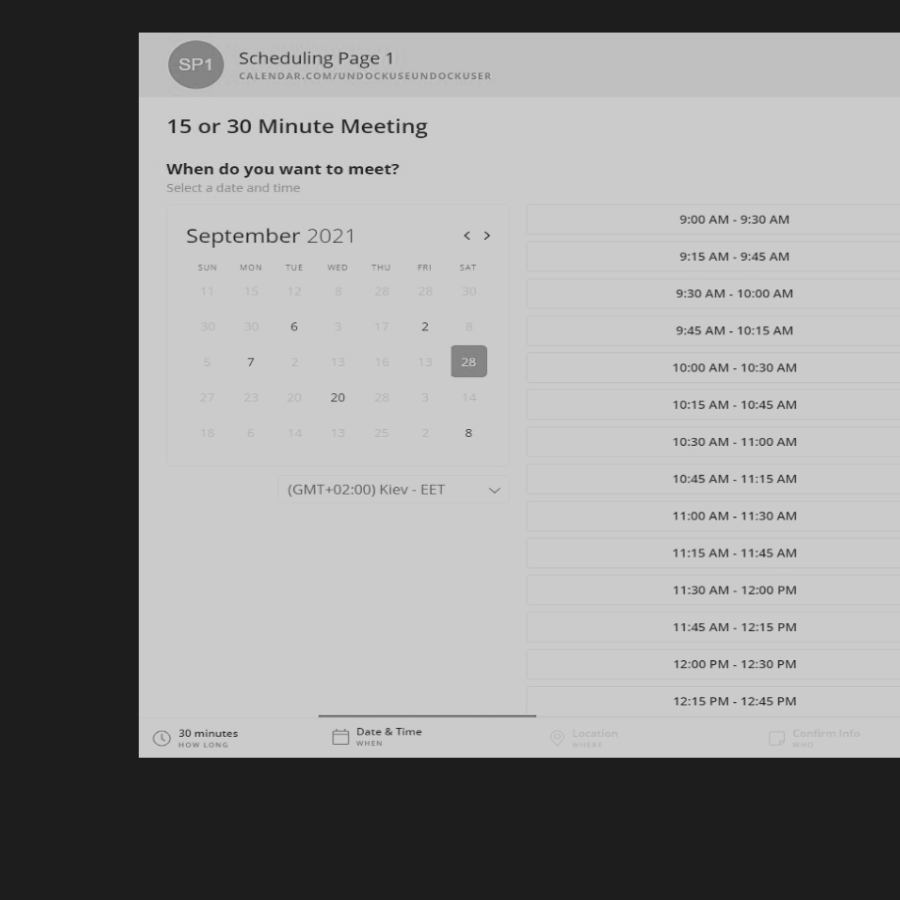 SP1
Scheduling Page 1
CALENDAR.COM/UNDOCKUSEUNDOCKUSER
15 or 30 Minute Meeting
When do you want to meet?
Select a date and time
September 2021 < >
SUN MON TUE WED THU FRI SAT
11 15 12 8 28 28 30
30 30 6 3 17 2 8
5 7 2 13 16 13 28
27 23 20 20 28 3 14
18 6 14 13 25 2 8
(GMT+02:00) Kiev - EET
9:00 AM - 9:30 AM
9:15 AM - 9:45 AM
9:30 AM - 10:00 AM
9:45 AM - 10:15 AM
10:00 AM - 10:30 AM
10:15 AM - 10:45 AM
10:30 AM - 11:00 AM
10:45 AM - 11:15 AM
11:00 AM - 11:30 AM
11:15 AM - 11:45 AM
11:30 AM - 12:00 PM
11:45 AM - 12:15 PM
12:00 PM - 12:30 PM
12:15 PM - 12:45 PM
30 minutes
HOW LONG
Date & Time
WHEN
Location
WHERE
Confirm info
WHO